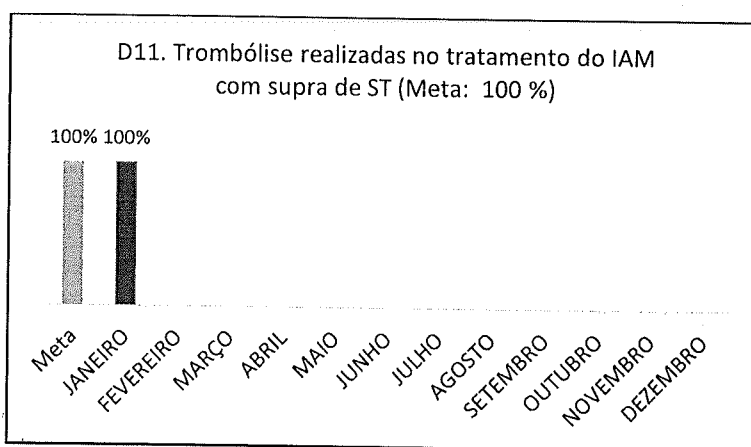 D11. Trombólise realizadas no tratamento do IAM
com supra de ST (Meta: 100 %)
100% 100%
Meta
JANEIRO
FEVEREIRO
MARÇO
ABRIL
MAIO
JUNHO
JULHO
AGOSTO
SETEMBRO
OUTUBRO
NOVEMBRO
DEZEMBRO